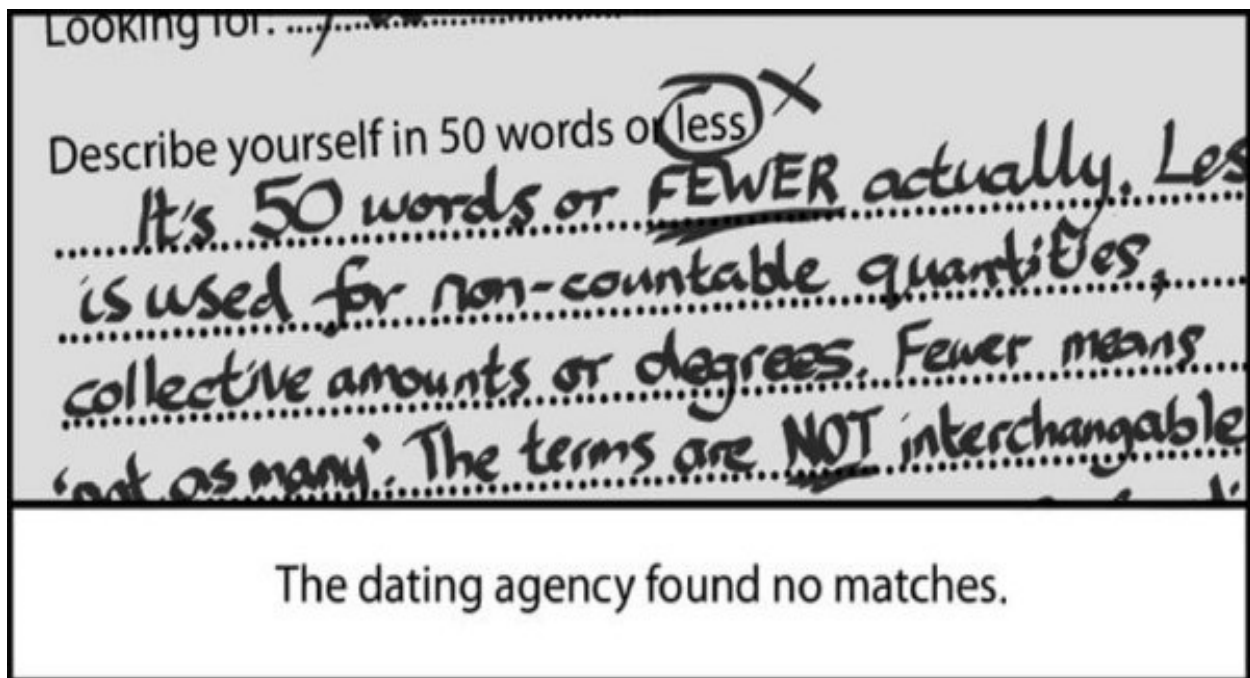 Looking for:
Describe yourself in 50 words or less
It's 50 words or FEWER actually. Les
is used for non-countable quantities,
collective amounts or degrees. Fewer means
'not as many'. The terms are NOT interchangable
The dating agency found no matches.